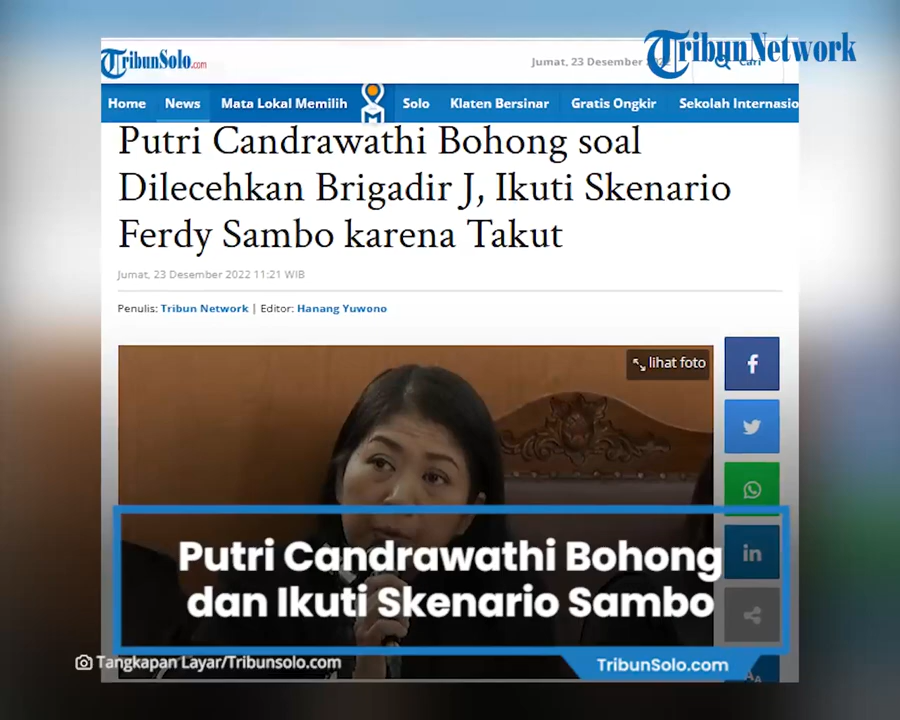 TribunNetwork
TribunSolo.com
Jumat, 23 Desember
Cari
Home News Mata Lokal Memilih M Solo Klaten Bersinar Gratis Ongkir Sekolah Internasio
Putri Candrawathi Bohong soal
Dilecehkan Brigadir J, Ikuti Skenario
Ferdy Sambo karena Takut
Jumat, 23 Desember 2022 11:21 WIB
Penulis: Tribun Network | Editor: Hanang Yuwono
lihat foto
Putri Candrawathi Bohong
dan Ikuti Skenario Sambo
Tangkapan Layar/Tribunsolo.com
TribunSolo.com